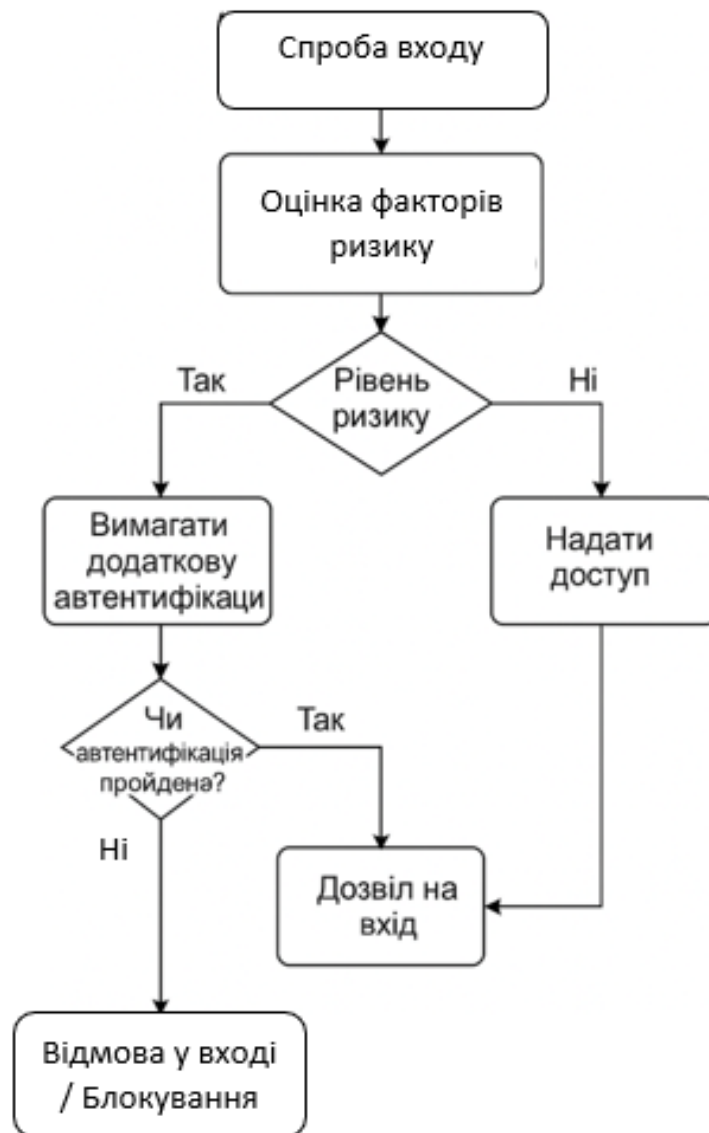 Спроба входу
Оцінка факторів
ризику
Так
Рівень
ризику
Ні
Вимагати
додаткову
автентифікаци
Надати
доступ
Чи
автентифікація
пройдена?
Так
Ні
Дозвіл на
вхід
Відмова у вході
/ Блокування